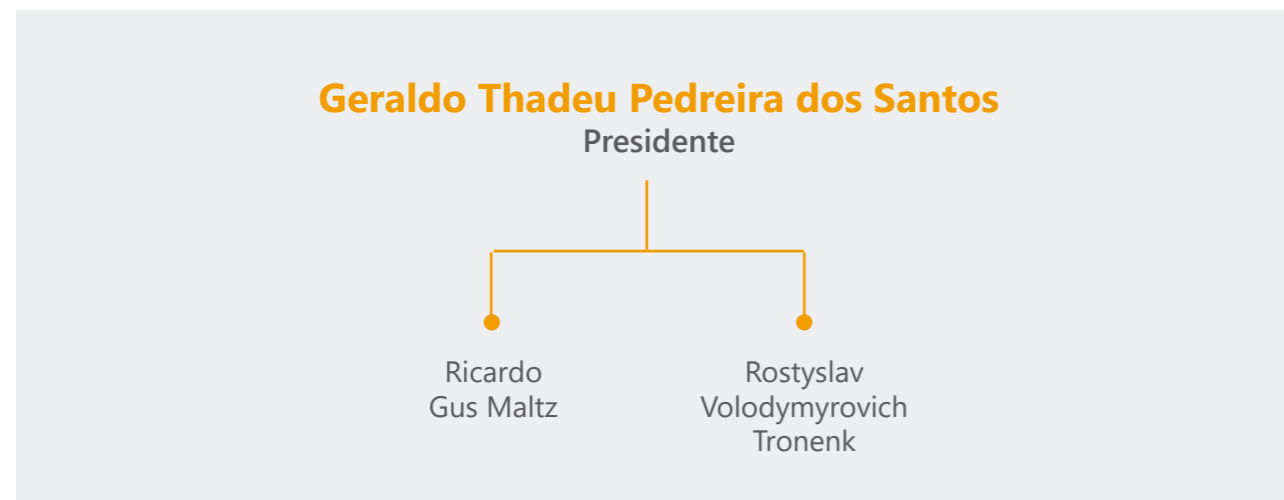 Geraldo Thadeu Pedreira dos Santos
Presidente
Ricardo
Gus Maltz
Rostyslav
Volodymyrovich
Tronenk